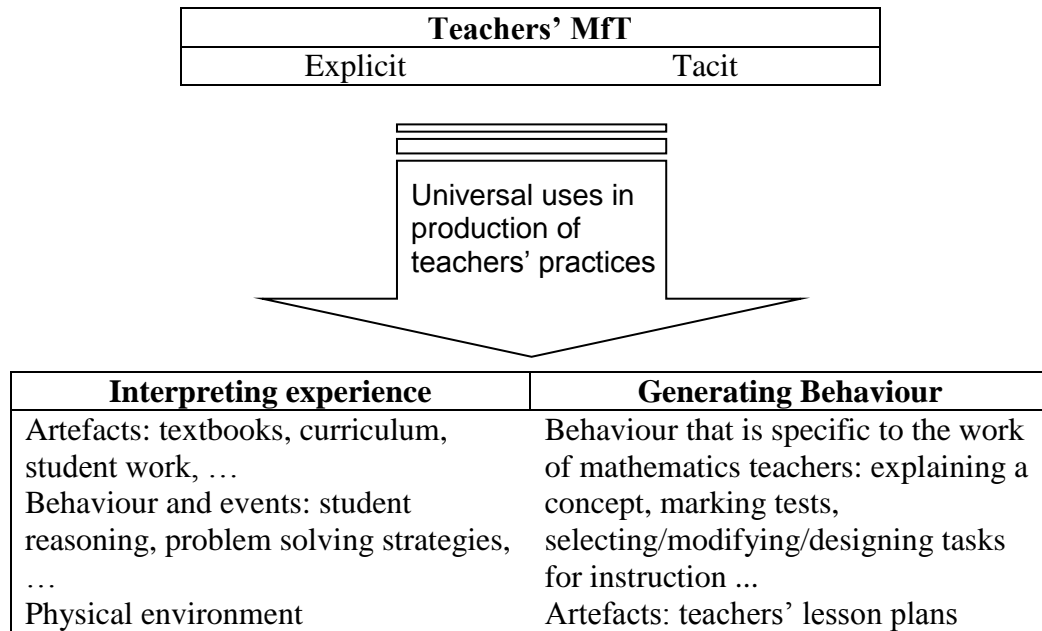 Teachers’ MfT
Explicit Tacit
Universal uses in
production of
teachers’ practices
Interpreting experience
Artefacts: textbooks, curriculum,
student work, …
Behaviour and events: student
reasoning, problem solving strategies,
…
Physical environment
Generating Behaviour
Behaviour that is specific to the work
of mathematics teachers: explaining a
concept, marking tests,
selecting/modifying/designing tasks
for instruction ...
Artefacts: teachers’ lesson plans